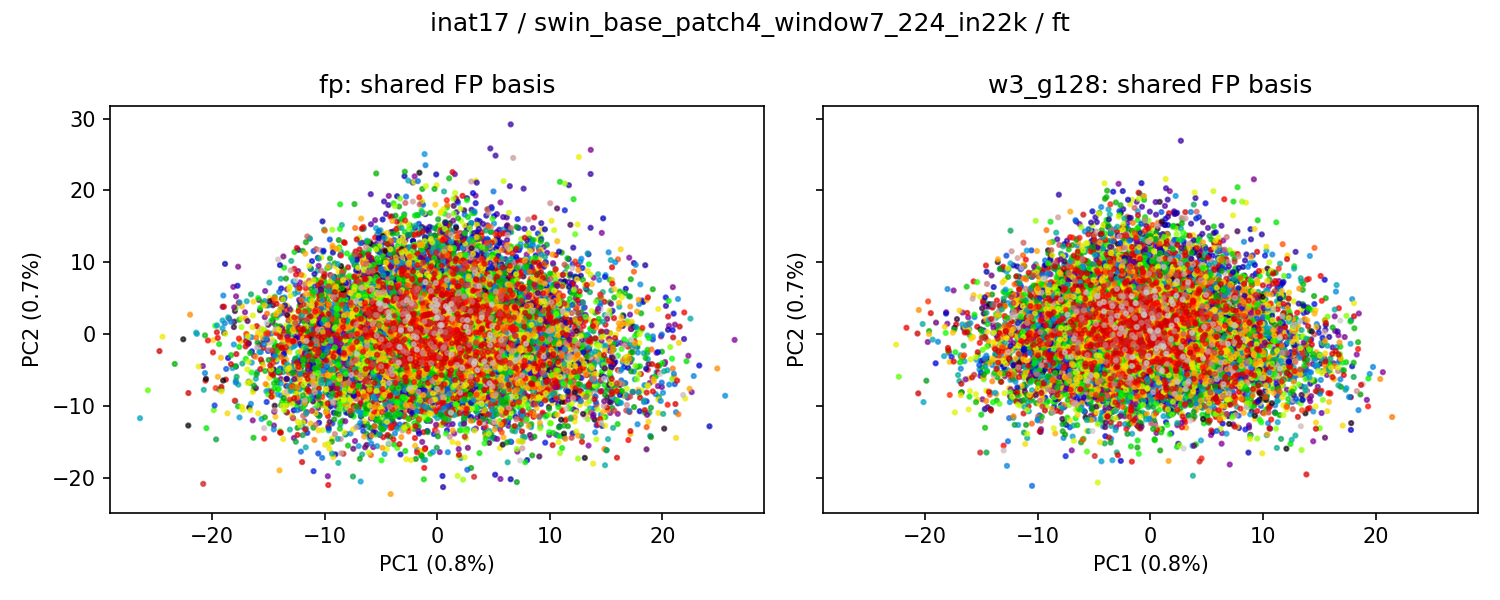 inat17 / swin_base_patch4_window7_224_in22k / ft
fp: shared FP basis
w3_g128: shared FP basis
30
20
10
0
−10
−20
PC2 (0.7%)
PC2 (0.7%)
−20
−10
0
10
20
−20
−10
0
10
20
PC1 (0.8%)
PC1 (0.8%)